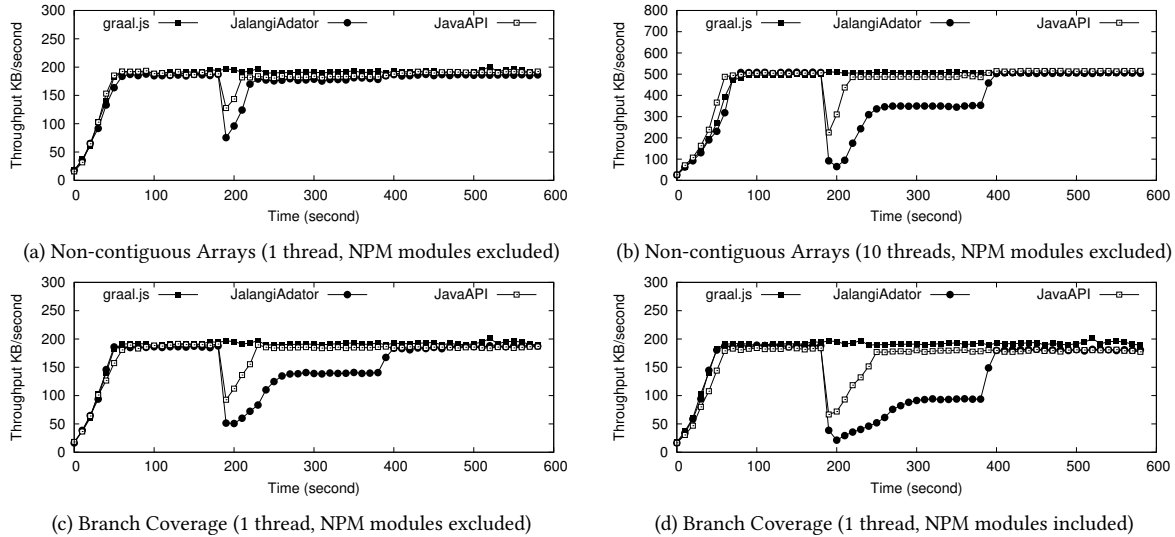 graal.js JalangiAdator JavaAPI
300
250
200
150
100
50
0
Throughput KB/second
0 100 200 300 400 500 600
Time (second)
(a) Non-contiguous Arrays (1 thread, NPM modules excluded)
graal.js JalangiAdator JavaAPI
800
700
600
500
400
300
200
100
0
Throughput KB/second
0 100 200 300 400 500 600
Time (second)
(b) Non-contiguous Arrays (10 threads, NPM modules excluded)
graal.js JalangiAdator JavaAPI
300
250
200
150
100
50
0
Throughput KB/second
0 100 200 300 400 500 600
Time (second)
(c) Branch Coverage (1 thread, NPM modules excluded)
graal.js JalangiAdator JavaAPI
300
250
200
150
100
50
0
Throughput KB/second
0 100 200 300 400 500 600
Time (second)
(d) Branch Coverage (1 thread, NPM modules included)